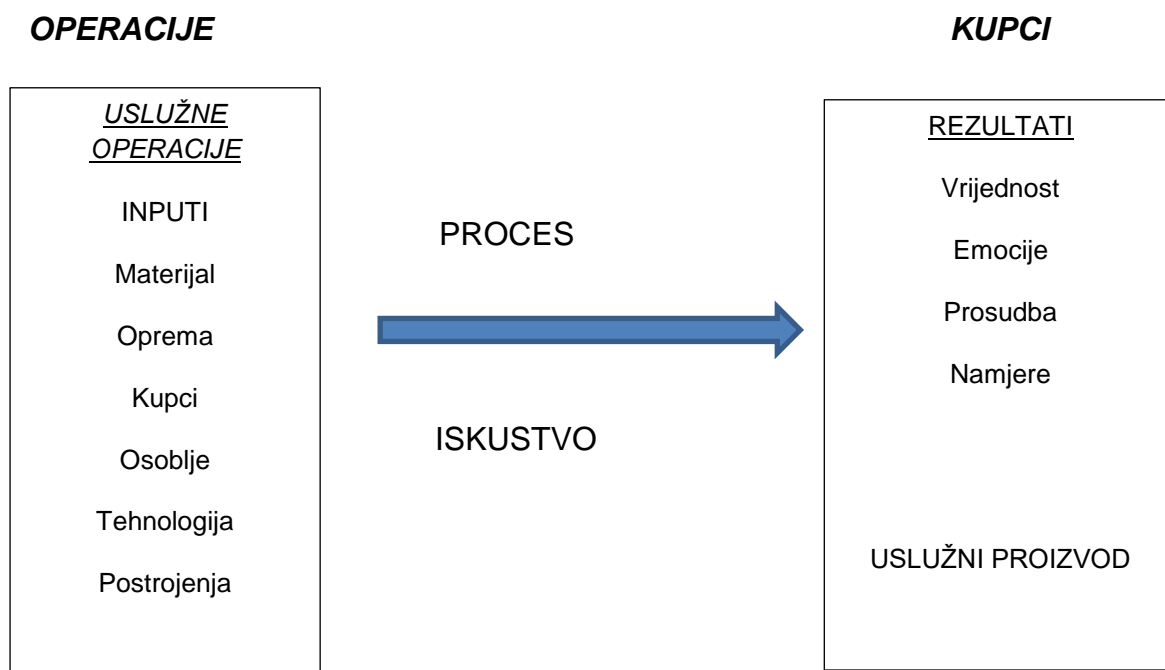 OPERACIJE
KUPCI
USLUŽNE
OPERACIJE
INPUTI
Materijal
Oprema
Kupci
Osoblje
Tehnologija
Postrojenja
PROCES
ISKUSTVO
REZULTATI
Vrijednost
Emocije
Prosudba
Namjere
USLUŽNI PROIZVOD